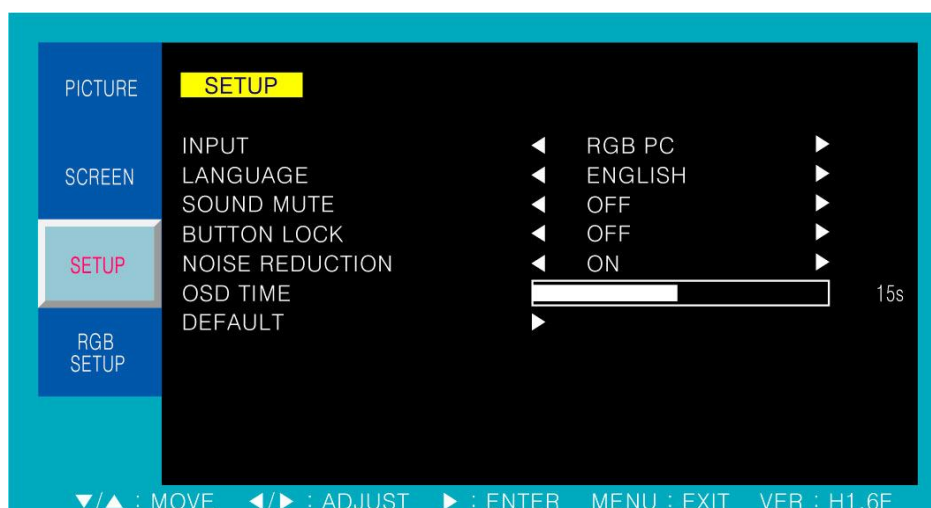 PICTURE
SETUP
INPUT ◀ RGB PC ▶
SCREEN
LANGUAGE ◀ ENGLISH ▶
SOUND MUTE ◀ OFF ▶
BUTTON LOCK ◀ OFF ▶
SETUP
NOISE REDUCTION ◀ ON ▶
OSD TIME 15s
DEFAULT ▶
RGB
SETUP
▼/▲ : MOVE ◀/▶ : ADJUST ▶ : ENTER MENU : EXIT VER : H1.6F